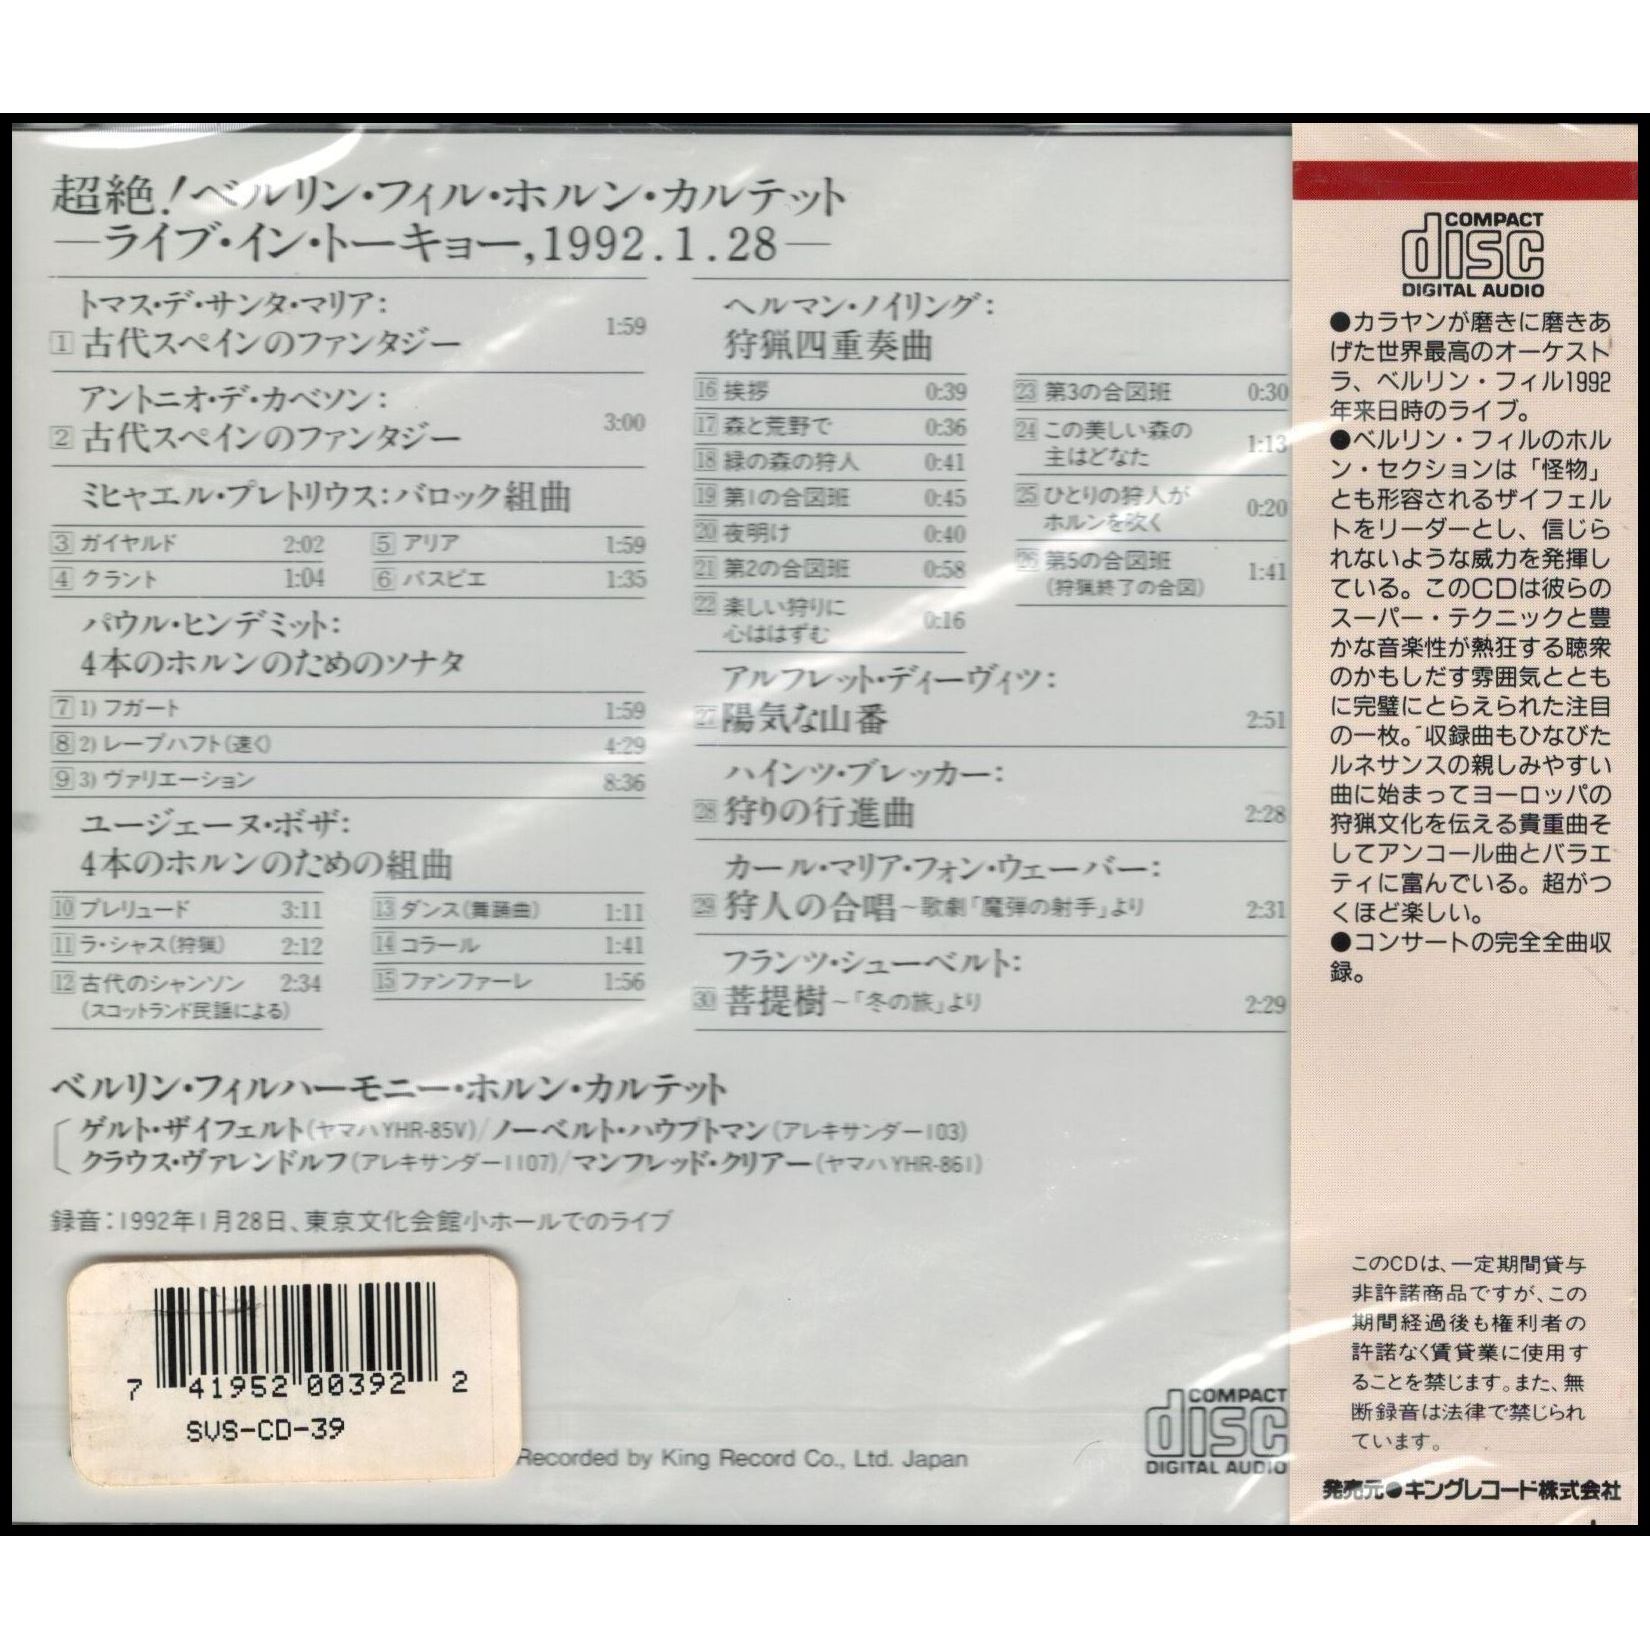 超絶!ベルリン・フィル・ホルン・カルテット
—ライブ・イン・トーキョー,1992.1.28—
トマス・デ・サンタ・マリア:
1 古代スペインのファンタジー 1:59
アントニオ・デ・カベソン:
2 古代スペインのファンタジー 3:00
ミヒャエル・プレトリウス:バロック組曲
3 ガイヤルド 2:02
4 クラント 1:04
5 アリア 1:59
6 パスピエ 1:35
パウル・ヒンデミット:
4本のホルンのためのソナタ
7 1) フガート 1:59
8 2) レープハフト(速く) 4:29
9 3) ヴァリエーション 8:36
ユージェーヌ・ボザ:
4本のホルンのための組曲
10 プレリュード 3:11
11 ラ・シャス(狩猟) 2:12
12 古代のシャンソン 2:34
(スコットランド民謡による)
13 ダンス(舞踊曲) 1:11
14 コラール 1:41
15 ファンファーレ 1:56
ヘルマン・ノイリング:
狩猟四重奏曲
16 挨拶 0:39
17 森と荒野で 0:36
18 緑の森の狩人 0:41
19 第1の合図班 0:45
20 夜明け 0:40
21 第2の合図班 0:58
22 楽しい狩りに
心ははずむ 0:16
23 第3の合図班 0:30
24 この美しい森の
主はどなた 1:13
25 ひとりの狩人が
ホルンを吹く 0:20
26 第5の合図班
(狩猟終了の合図) 1:41
アルフレット・ディーヴィツ:
27 陽気な山番 2:51
ハインツ・ブレッカー:
28 狩りの行進曲 2:28
カール・マリア・フォン・ウェーバー:
29 狩人の合唱〜歌劇「魔弾の射手」より 2:31
フランツ・シューベルト:
30 菩提樹〜「冬の旅」より 2:29
ベルリン・フィルハーモニー・ホルン・カルテット
ゲルト・ザイフェルト(ヤマハYHR-85V)/ノーベルト・ハウプトマン(アレキサンダー103)
クラウス・ヴァレンドルフ(アレキサンダー1107)/マンフレッド・クリアー(ヤマハYHR-861)
録音:1992年1月28日、東京文化会館小ホールでのライブ
7 41952 00392 2
SVS-CD-39
Recorded by King Record Co., Ltd. Japan
COMPACT
disc
DIGITAL AUDIO
COMPACT
disc
DIGITAL AUDIO
●カラヤンが磨きに磨きあ
げた世界最高のオーケスト
ラ、ベルリン・フィル1992
年来日時のライブ。
●ベルリン・フィルのホル
ン・セクションは「怪物」
とも形容されるザイフェル
トをリーダーとし、信じら
れないような威力を発揮し
ている。このCDは彼らの
スーパー・テクニックと豊
かな音楽性が熱狂する聴衆
のかもしだす雰囲気ととも
に完璧にとらえられた注目
の一枚。収録曲もひなびた
ルネサンスの親しみやすい
曲に始まってヨーロッパの
狩猟文化を伝える貴重曲そ
してアンコール曲とバラエ
ティに富んでいる。超がつ
くほど楽しい。
●コンサートの完全全曲収
録。
このCDは、一定期間貸与
非許諾商品ですが、この
期間経過後も権利者の
許諾なく賃貸業に使用す
ることを禁じます。また、無
断録音は法律で禁じられ
ています。
発売元●キングレコード株式会社